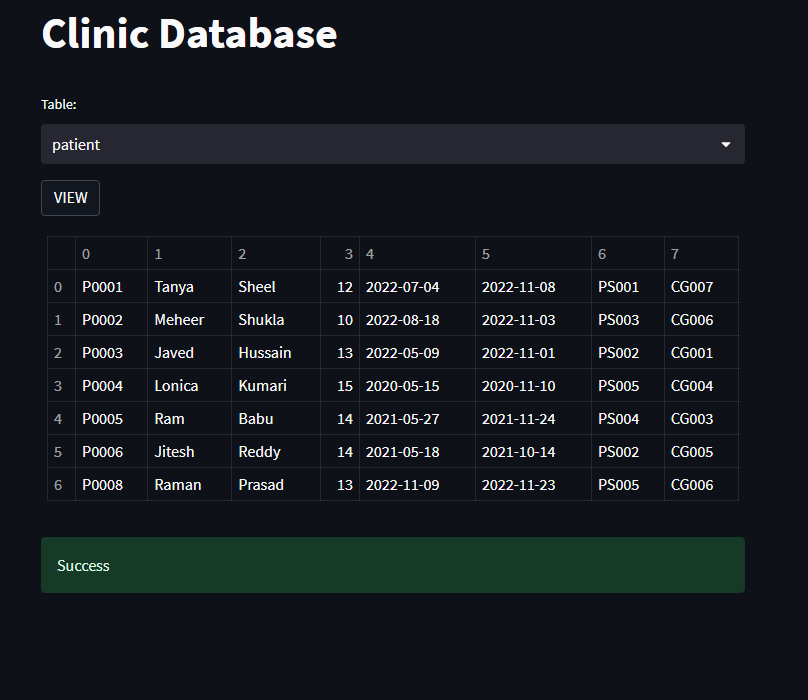 Clinic Database
Table:
patient
VIEW
0 1 2 3 4 5 6 7
0 P0001 Tanya Sheel 12 2022-07-04 2022-11-08 PS001 CG007
1 P0002 Meheer Shukla 10 2022-08-18 2022-11-03 PS003 CG006
2 P0003 Javed Hussain 13 2022-05-09 2022-11-01 PS002 CG001
3 P0004 Lonica Kumari 15 2020-05-15 2020-11-10 PS005 CG004
4 P0005 Ram Babu 14 2021-05-27 2021-11-24 PS004 CG003
5 P0006 Jitesh Reddy 14 2021-05-18 2021-10-14 PS002 CG005
6 P0008 Raman Prasad 13 2022-11-09 2022-11-23 PS005 CG006
Success